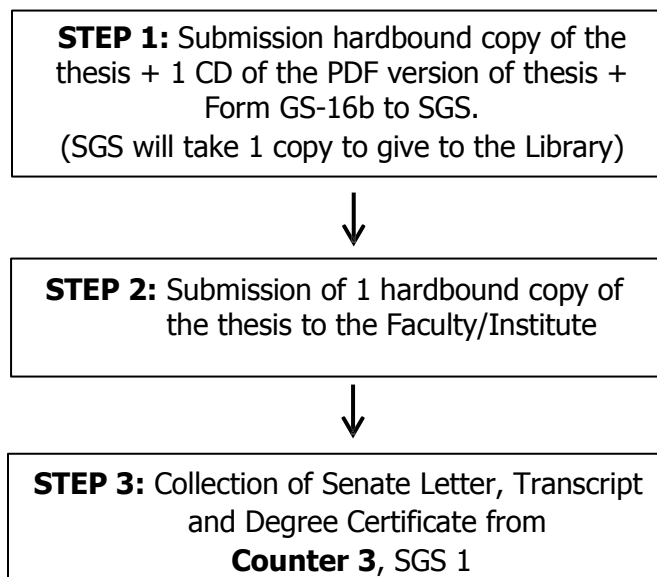 STEP 1: Submission hardbound copy of the
thesis + 1 CD of the PDF version of thesis +
Form GS-16b to SGS.
(SGS will take 1 copy to give to the Library)
STEP 2: Submission of 1 hardbound copy of
the thesis to the Faculty/Institute
STEP 3: Collection of Senate Letter, Transcript
and Degree Certificate from
Counter 3, SGS 1